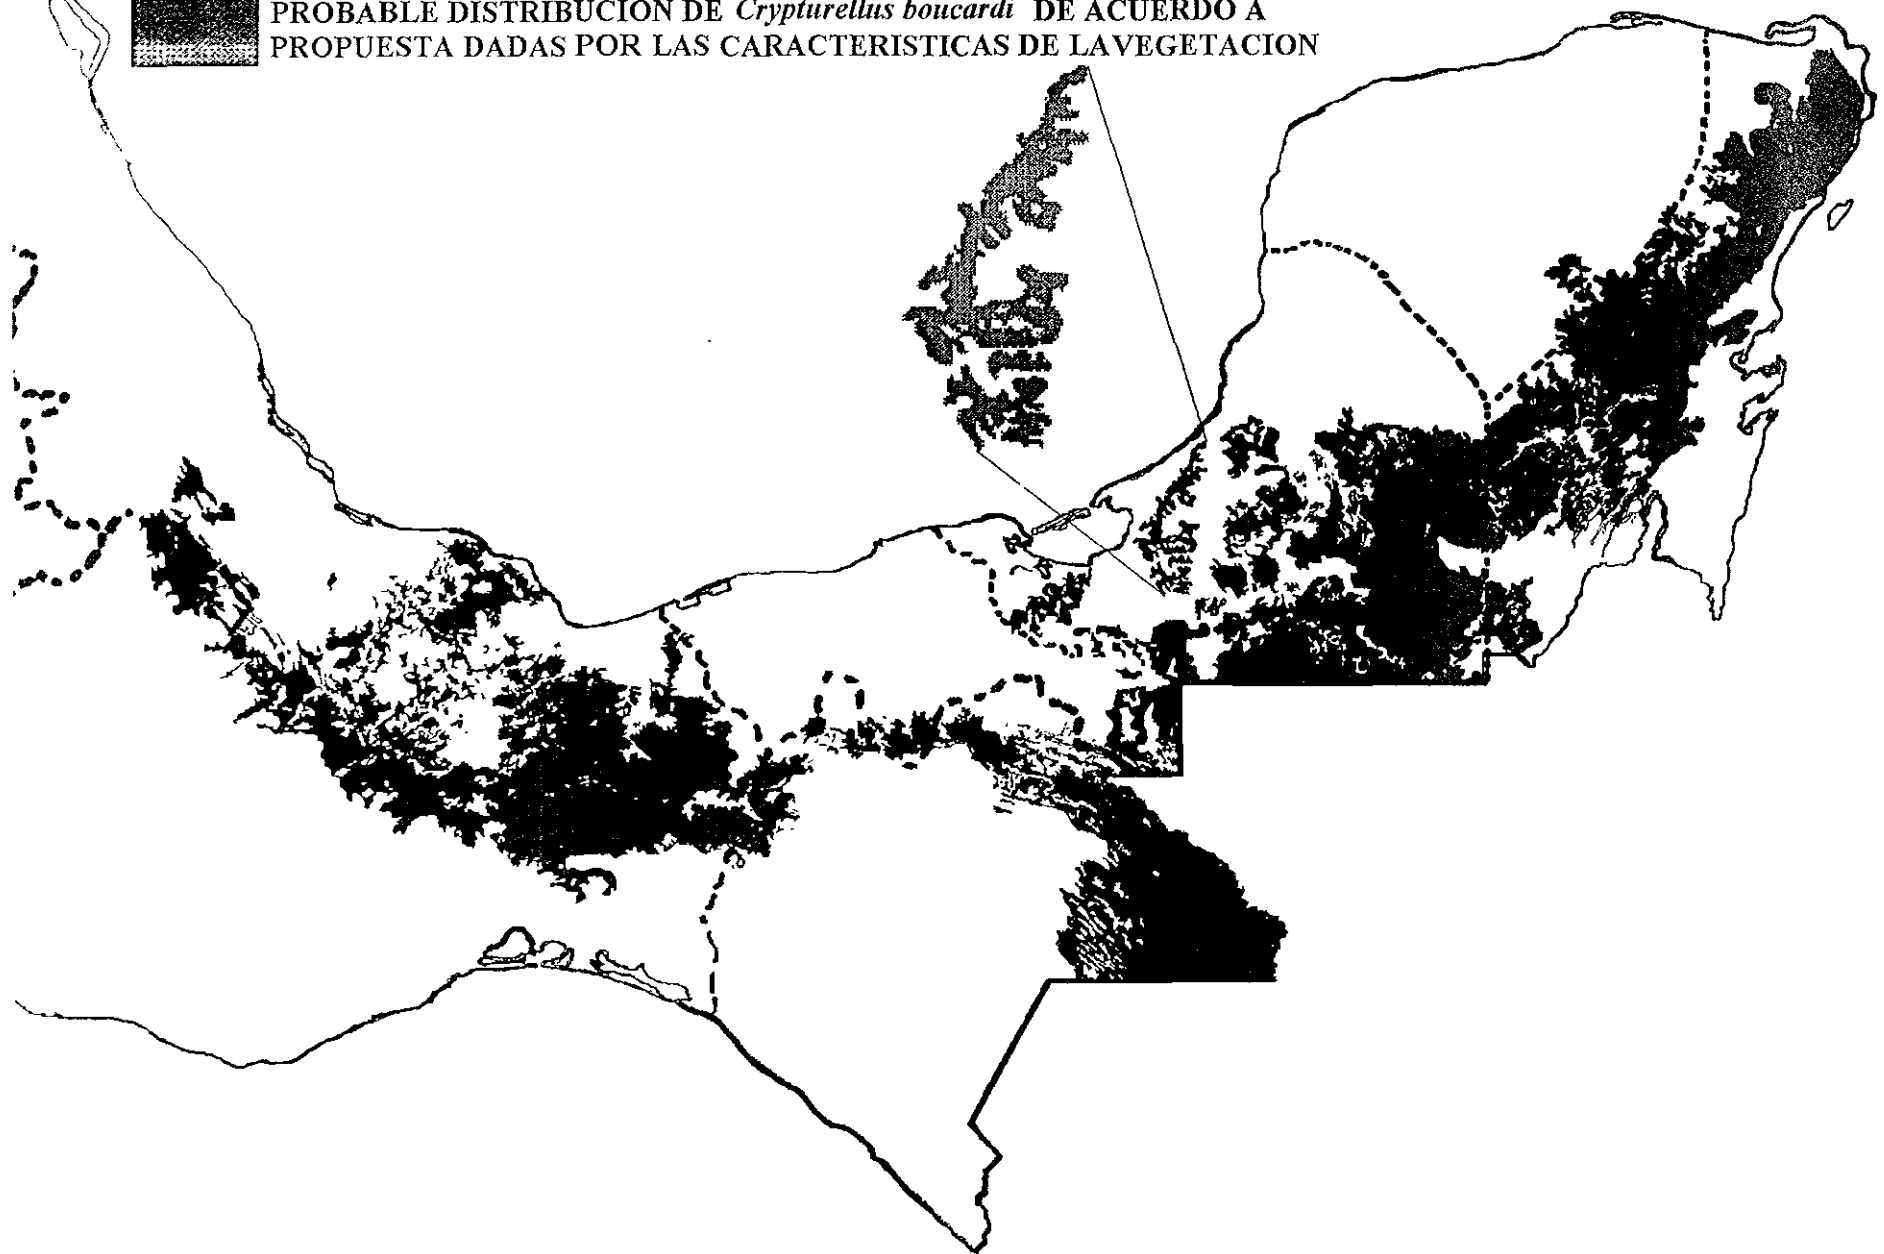 PROBABLE DISTRIBUCION DE Crypturellus boucardi DE ACUERDO A
PROPUESTA DADAS POR LAS CARACTERISTICAS DE LAVEGETACION